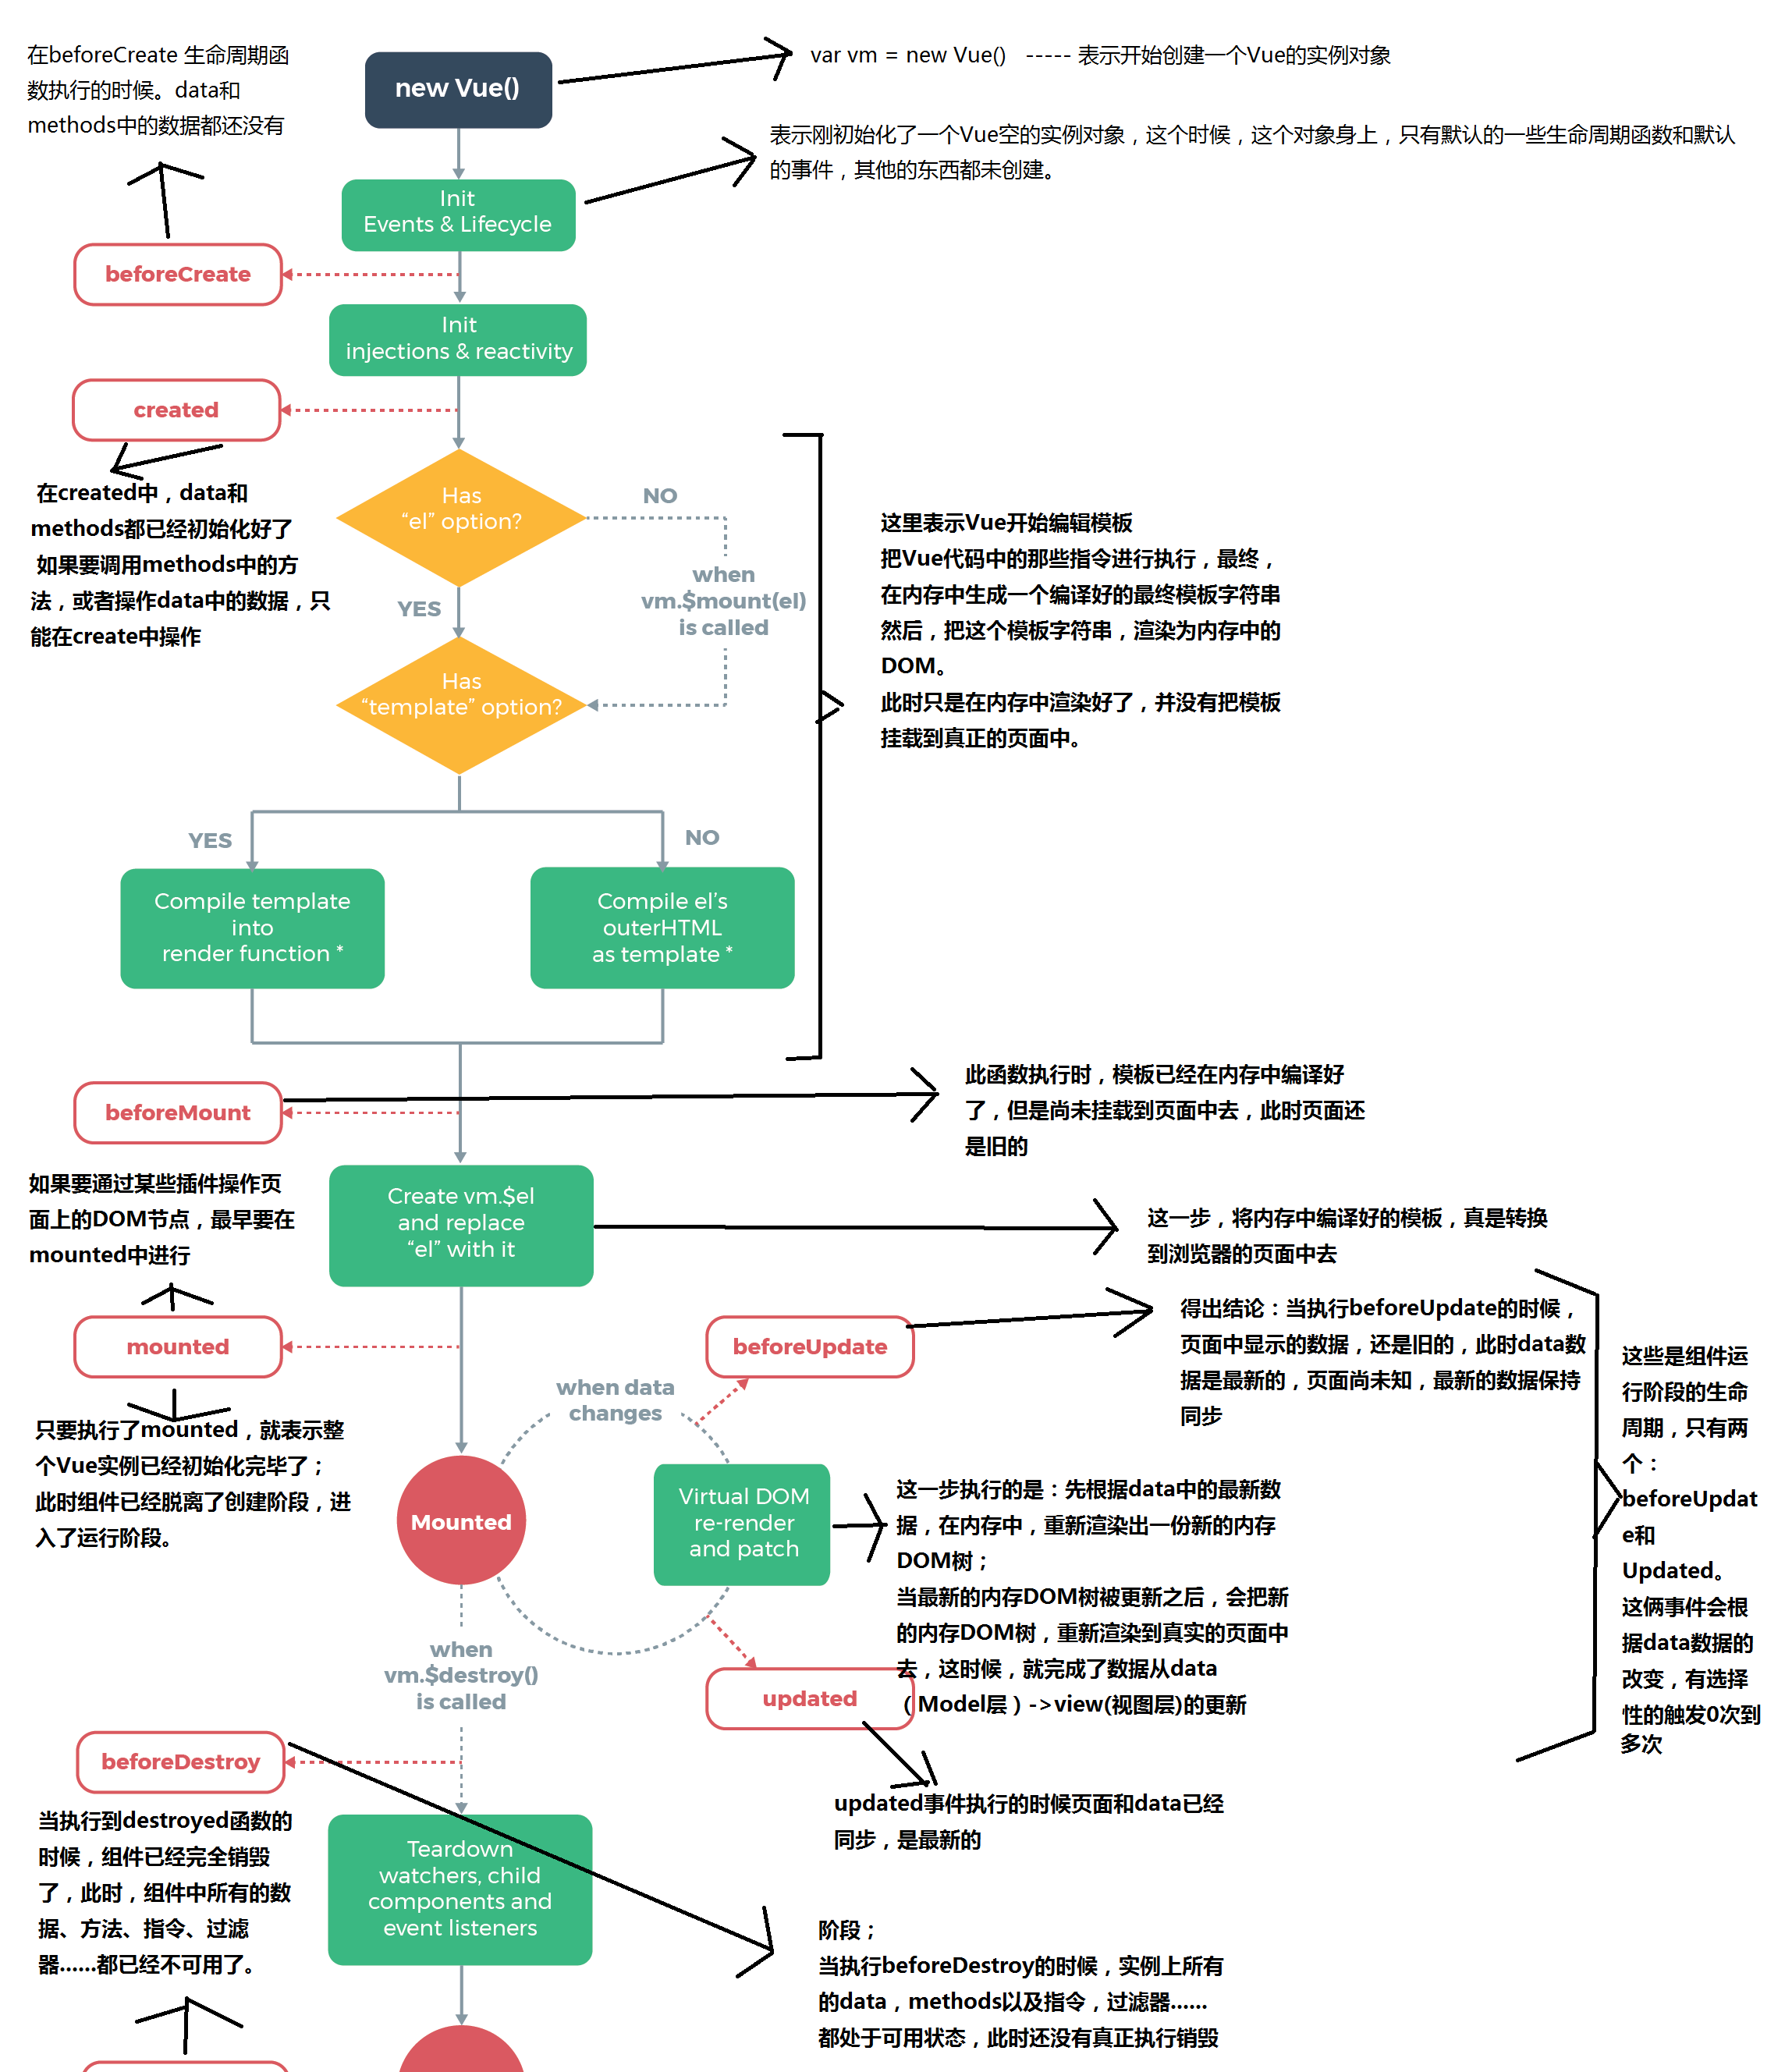 在beforeCreate 生命周期函
数执行的时候。data和
methods中的数据都还没有
new Vue()
var vm = new Vue() ----- 表示开始创建一个Vue的实例对象
表示刚初始化了一个Vue空的实例对象，这个时候，这个对象身上，只有默认的一些生命周期函数和默认
的事件，其他的东西都未创建。
Init
Events & Lifecycle
beforeCreate
Init
injections & reactivity
created
在created中，data和
methods都已经初始化好了
如果要调用methods中的方
法，或者操作data中的数据，只
能在create中操作
Has
“el” option?
NO
when
vm.$mount(el)
is called
YES
Has
“template” option?
这里表示Vue开始编辑模板
把Vue代码中的那些指令进行执行，最终，
在内存中生成一个编译好的最终模板字符串
然后，把这个模板字符串，渲染为内存中的
DOM。
此时只是在内存中渲染好了，并没有把模板
挂载到真正的页面中。
YES
NO
Compile template
into
render function *
Compile el’s
outerHTML
as template *
beforeMount
此函数执行时，模板已经在内存中编译好
了，但是尚未挂载到页面中去，此时页面还
是旧的
如果要通过某些插件操作页
面上的DOM节点，最早要在
mounted中进行
Create vm.$el
and replace
“el” with it
这一步，将内存中编译好的模板，真是转换
到浏览器的页面中去
mounted
beforeUpdate
得出结论：当执行beforeUpdate的时候，
页面中显示的数据，还是旧的，此时data数
据是最新的，页面尚未知，最新的数据保持
同步
这些是组件运
行阶段的生命
周期，只有两
个：
beforeUpdat
e和
Updated。
这俩事件会根
据data数据的
改变，有选择
性的触发0次到
多次
when data
changes
只要执行了mounted，就表示整
个Vue实例已经初始化完毕了；
此时组件已经脱离了创建阶段，进
入了运行阶段。
Mounted
Virtual DOM
re-render
and patch
这一步执行的是：先根据data中的最新数
据，在内存中，重新渲染出一份新的内存
DOM树；
当最新的内存DOM树被更新之后，会把新
的内存DOM树，重新渲染到真实的页面中
去，这时候，就完成了数据从data
（Model层）->view(视图层)的更新
when
vm.$destroy()
is called
updated
beforeDestroy
updated事件执行的时候页面和data已经
同步，是最新的
当执行到destroyed函数的
时候，组件已经完全销毁
了，此时，组件中所有的数
据、方法、指令、过滤
器......都已经不可用了。
Teardown
watchers, child
components and
event listeners
阶段；
当执行beforeDestroy的时候，实例上所有
的data，methods以及指令，过滤器......
都处于可用状态，此时还没有真正执行销毁